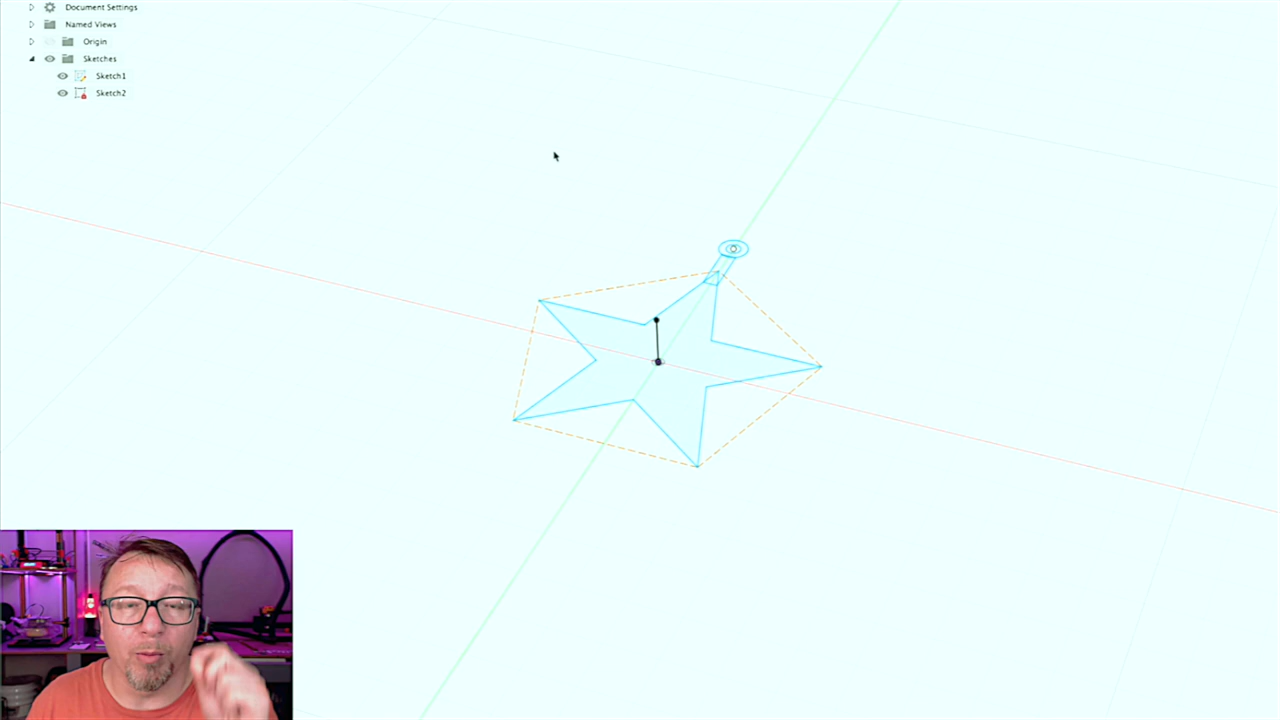 Document Settings
Named Views
Origin
Sketches
Sketch1
Sketch2